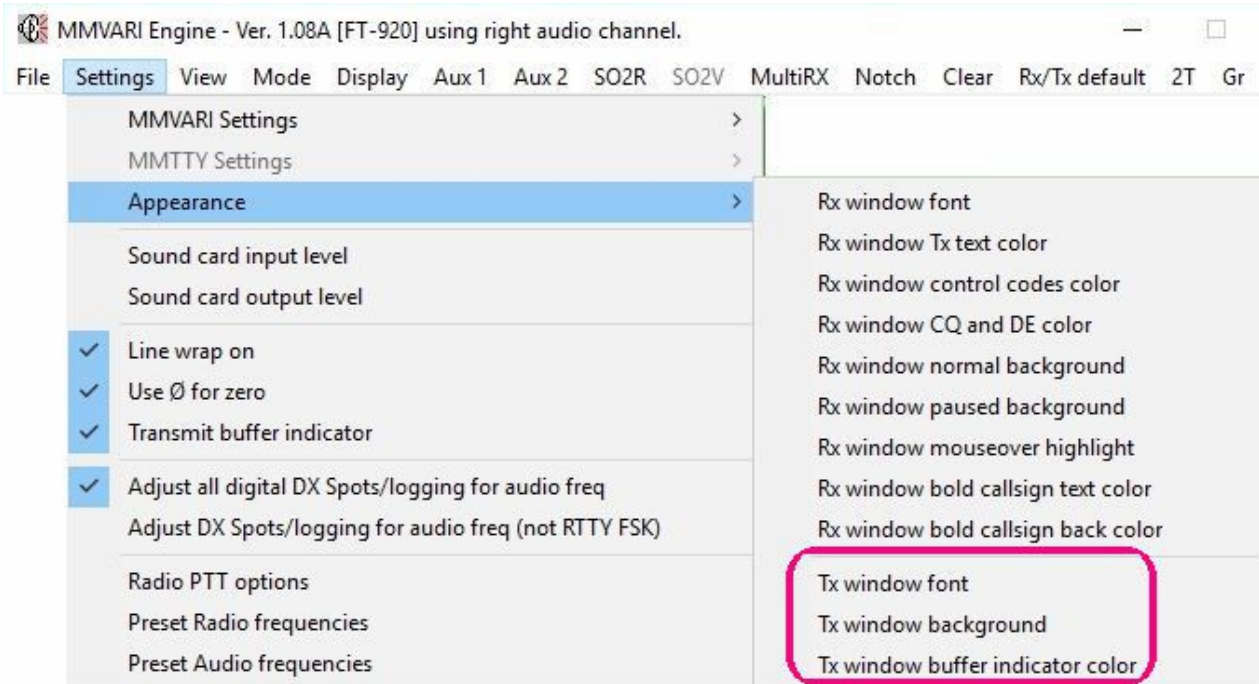 MMVARI Engine - Ver. 1.08A [FT-920] using right audio channel.
File Settings View Mode Display Aux 1 Aux 2 SO2R SO2V MultiRX Notch Clear Rx/Tx default 2T Gr
MMVARI Settings
MMTTY Settings
Appearance
Sound card input level
Sound card output level
Line wrap on
Use Ø for zero
Transmit buffer indicator
Adjust all digital DX Spots/logging for audio freq
Adjust DX Spots/logging for audio freq (not RTTY FSK)
Radio PTT options
Preset Radio frequencies
Preset Audio frequencies
Rx window font
Rx window Tx text color
Rx window control codes color
Rx window CQ and DE color
Rx window normal background
Rx window paused background
Rx window mouseover highlight
Rx window bold callsign text color
Rx window bold callsign back color
Tx window font
Tx window background
Tx window buffer indicator color